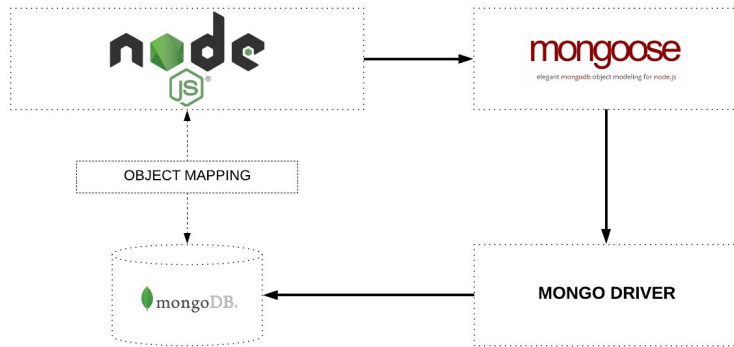 node
JS®
mongoose
elegant mongodb object modeling for node.js
OBJECT MAPPING
mongoDB.
MONGO DRIVER